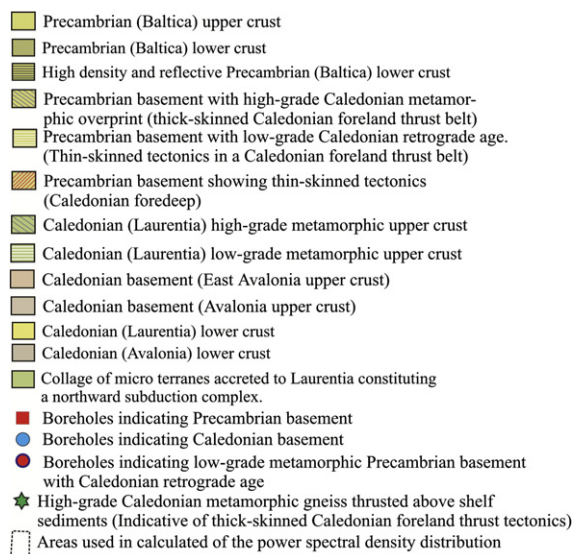 Precambrian (Baltica) upper crust
Precambrian (Baltica) lower crust
High density and reflective Precambrian (Baltica) lower crust
Precambrian basement with high-grade Caledonian metamor-
phic overprint (thick-skinned Caledonian foreland thrust belt)
Precambrian basement with low-grade Caledonian retrograde age.
(Thin-skinned tectonics in a Caledonian foreland thrust belt)
Precambrian basement showing thin-skinned tectonics
(Caledonian foredeep)
Caledonian (Laurentia) high-grade metamorphic upper crust
Caledonian (Laurentia) low-grade metamorphic upper crust
Caledonian basement (East Avalonia upper crust)
Caledonian basement (Avalonia upper crust)
Caledonian (Laurentia) lower crust
Caledonian (Avalonia) lower crust
Collage of micro terranes accreted to Laurentia constituting
a northward subduction complex.
Boreholes indicating Precambrian basement
Boreholes indicating Caledonian basement
Boreholes indicating low-grade metamorphic Precambrian basement
with Caledonian retrograde age
High-grade Caledonian metamorphic gneiss thrusted above shelf
sediments (Indicative of thick-skinned Caledonian foreland thrust tectonics)
Areas used in calculated of the power spectral density distribution